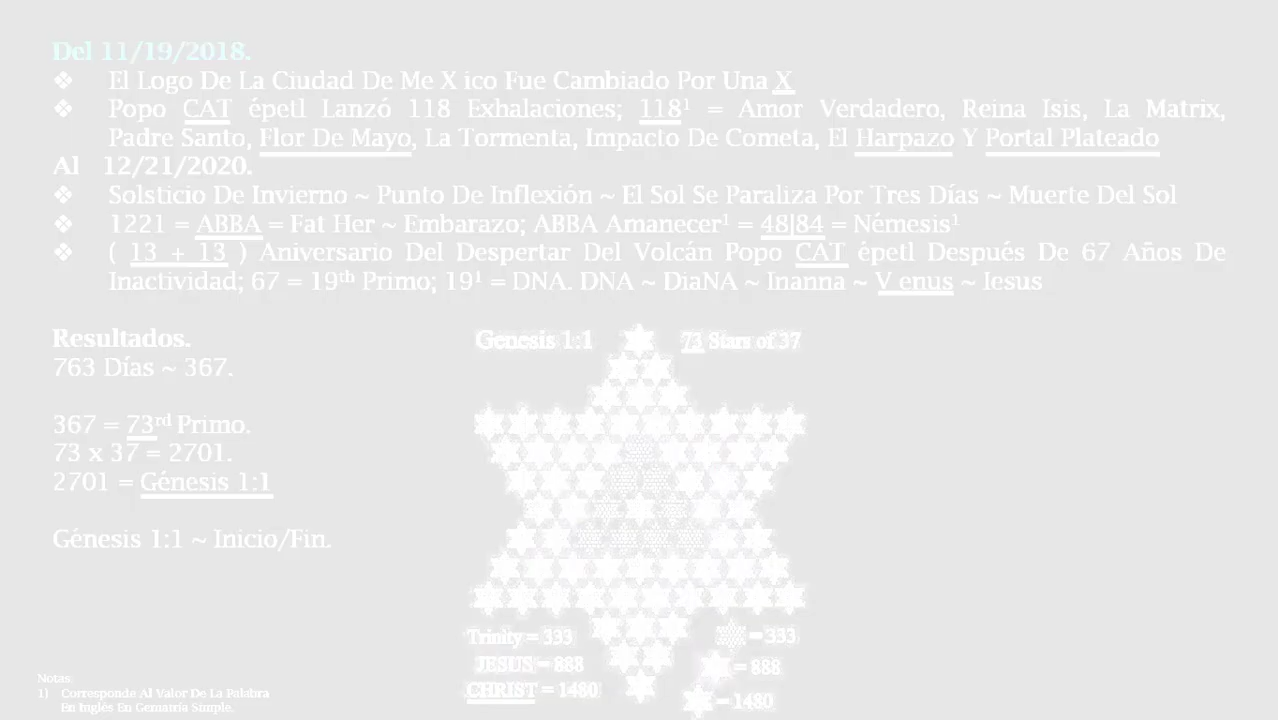 Del 11/19/2018.
❖ El Logo De La Ciudad De Me X ico Fue Cambiado Por Una X
❖ Popo CAT épetl Lanzó 118 Exhalaciones; 118¹ = Amor Verdadero, Reina Isis, La Matrix,
Padre Santo, Flor De Mayo, La Tormenta, Impacto De Cometa, El Harpazo Y Portal Plateado
Al 12/21/2020.
❖ Solsticio De Invierno ~ Punto De Inflexión ~ El Sol Se Paraliza Por Tres Días ~ Muerte Del Sol
❖ 1221 = ABBA = Fat Her ~ Embarazo; ABBA Amanecer¹ = 48|84 = Némesis¹
❖ ( 13 + 13 ) Aniversario Del Despertar Del Volcán Popo CAT épetl Después De 67 Años De
Inactividad; 67 = 19th Primo; 19¹ = DNA. DNA ~ DiaNA ~ Inanna ~ V enus ~ Iesus
Resultados.
763 Días ~ 367.
367 = 73rd Primo.
73 x 37 = 2701.
2701 = Génesis 1:1
Génesis 1:1 ~ Inicio/Fin.
Genesis 1:1
73 Stars of 37
Trinity = 333
JESUS = 888
CHRIST = 1480
= 333
= 888
= 1480
Notas:
1) Corresponde Al Valor De La Palabra
En Inglés En Gematría Simple.